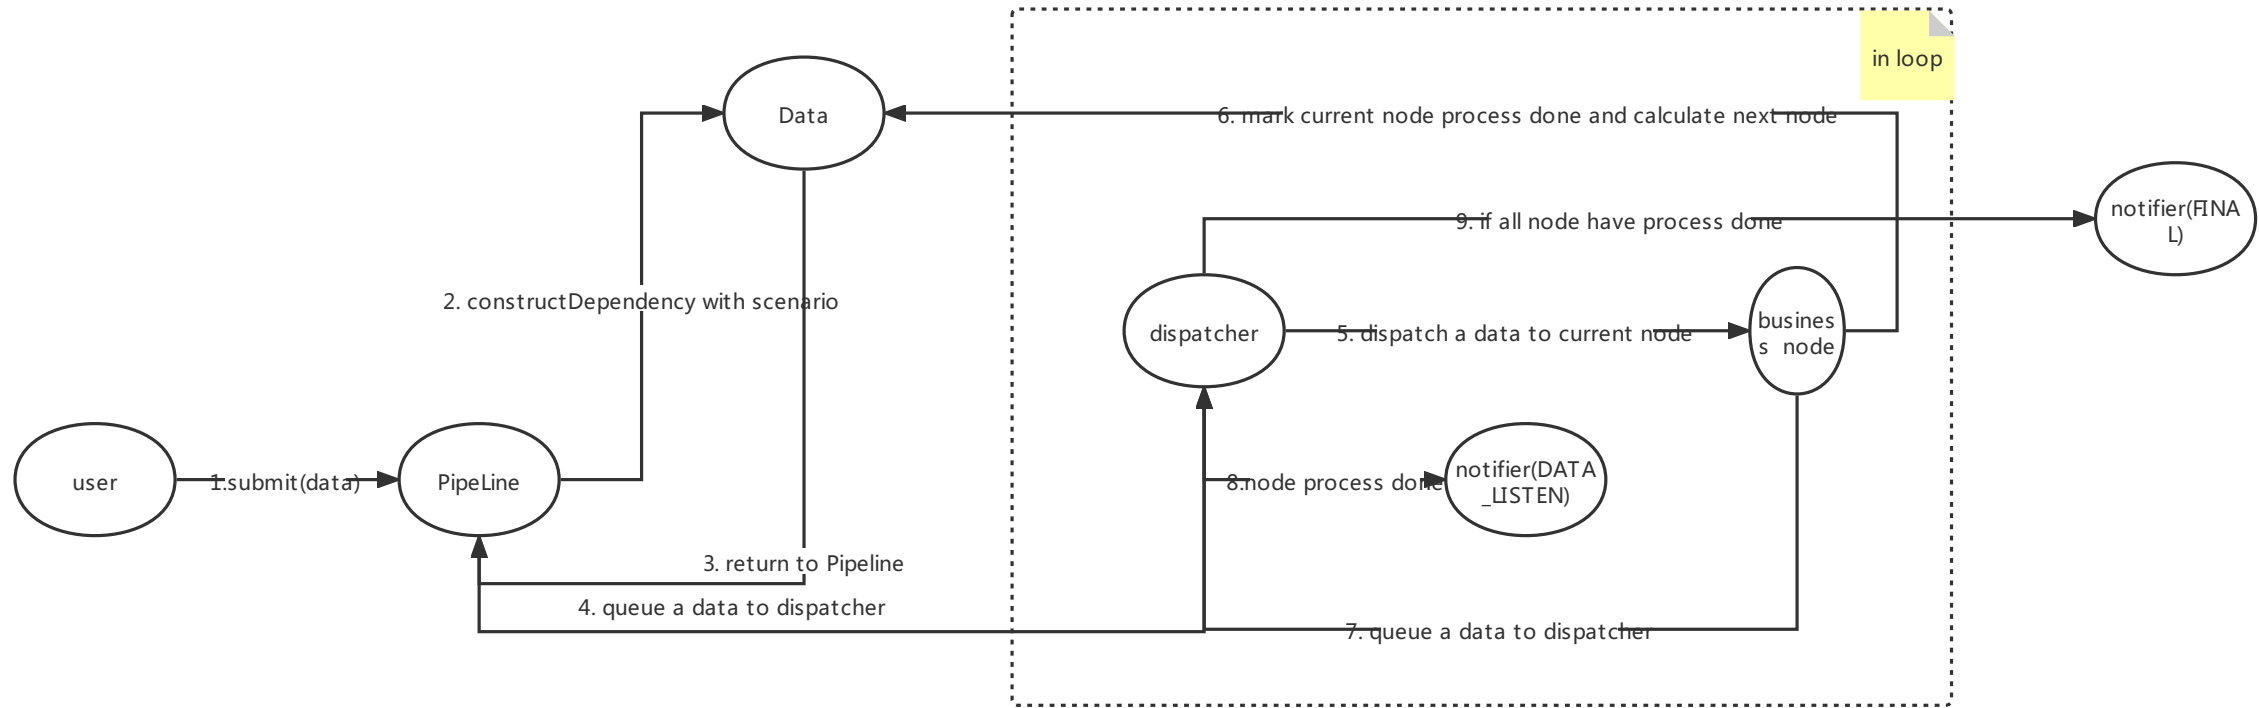 in loop
Data
6. mark current node process done and calculate next node
notifier(FINA
L)
9. if all node have process done
2. constructDependency with scenario
dispatcher
5. dispatch a data to current node
busines
s node
user
1.submit(data)
PipeLine
8.node process done
notifier(DATA
_LISTEN)
3. return to Pipeline
4. queue a data to dispatcher
7. queue a data to dispatcher